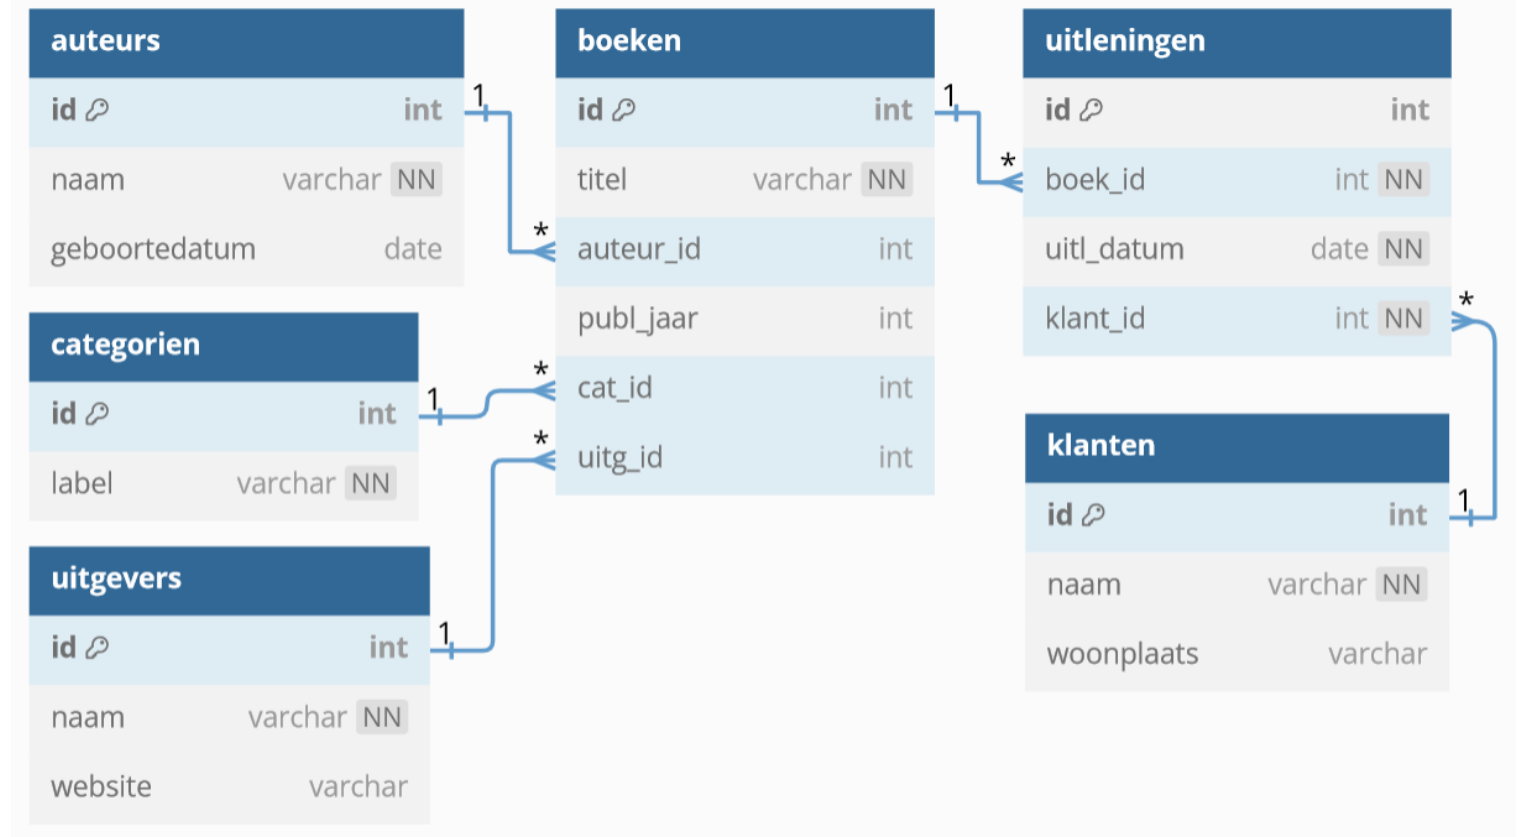 auteurs
id int
naam varchar NN
geboortedatum date
categorien
id int
label varchar NN
uitgevers
id int
naam varchar NN
website varchar
boeken
id int
titel varchar NN
auteur_id int
publ_jaar int
cat_id int
uitg_id int
uitleningen
id int
boek_id int NN
uitl_datum date NN
klant_id int NN
klanten
id int
naam varchar NN
woonplaats varchar
1
*
1
*
1
*
1
*
*
1